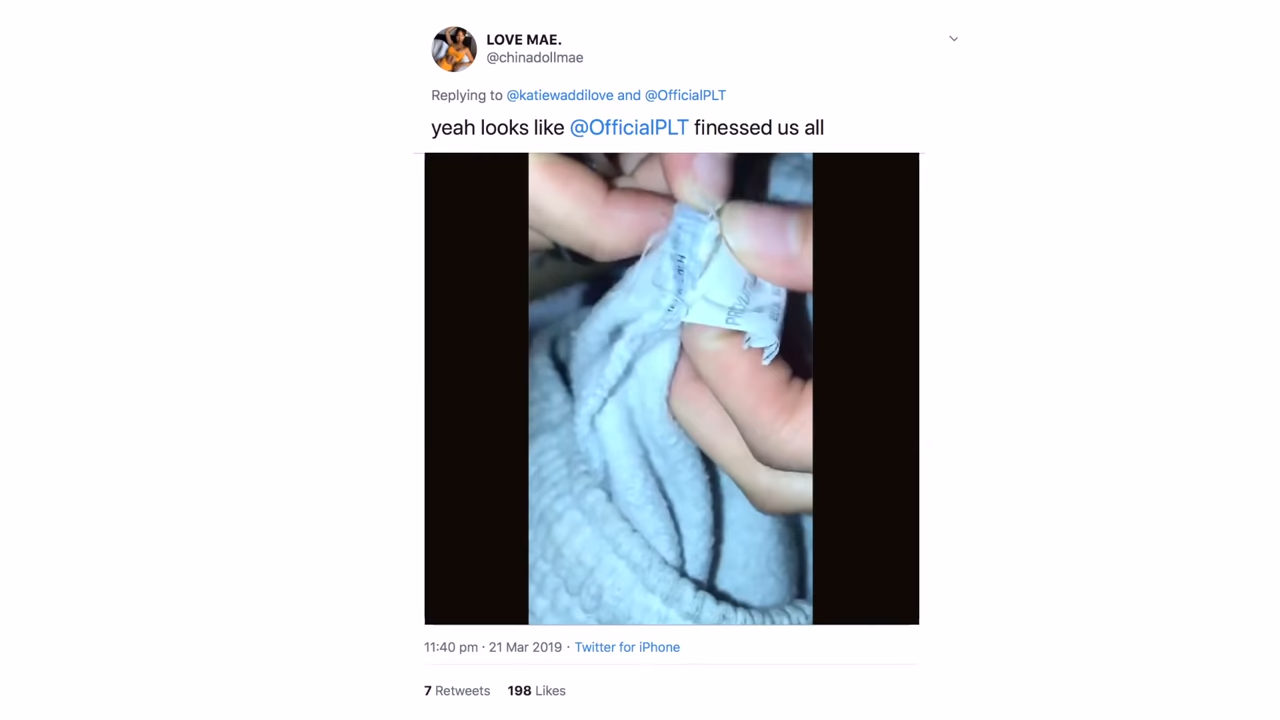 LOVE MAE.
@chinadollmae
Replying to @katiewaddilove and @OfficialPLT
yeah looks like @OfficialPLT finessed us all
11:40 pm · 21 Mar 2019 · Twitter for iPhone
7 Retweets 198 Likes